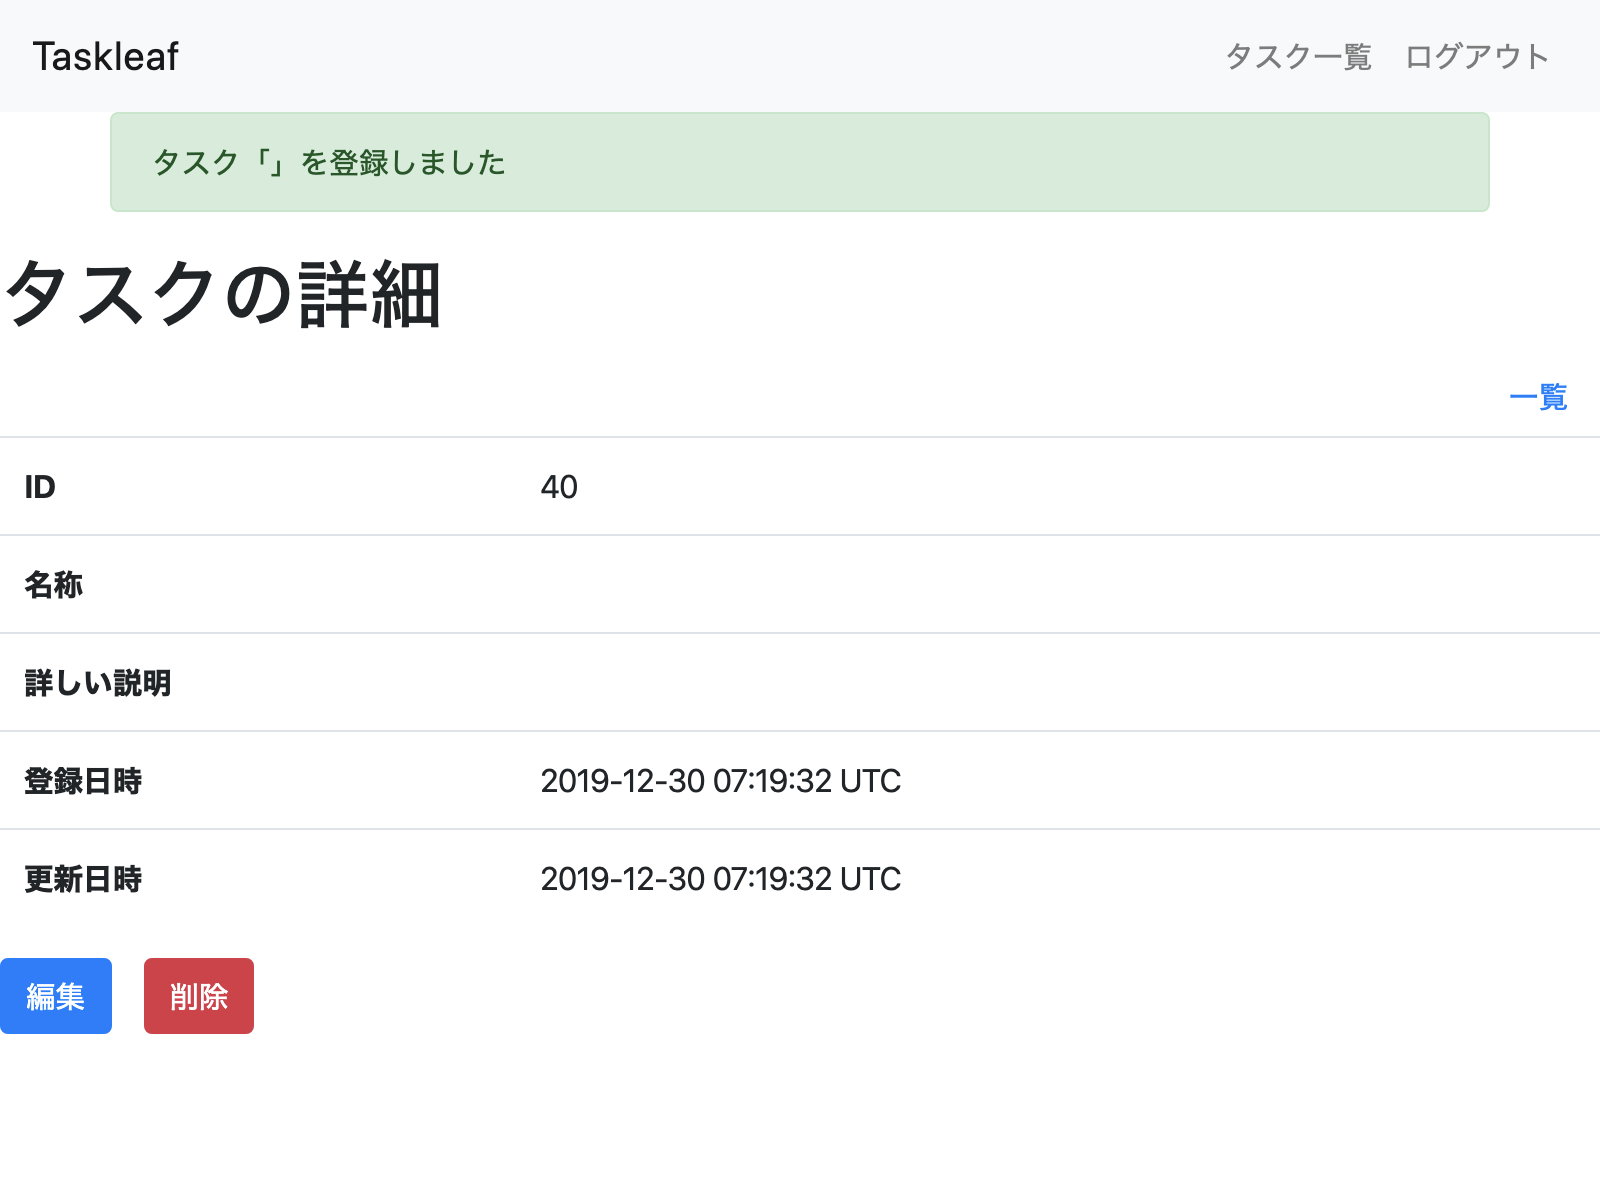 Taskleaf タスク一覧 ログアウト
タスク「」を登録しました
タスクの詳細
一覧
ID 40
名称
詳しい説明
登録日時 2019-12-30 07:19:32 UTC
更新日時 2019-12-30 07:19:32 UTC
編集 削除